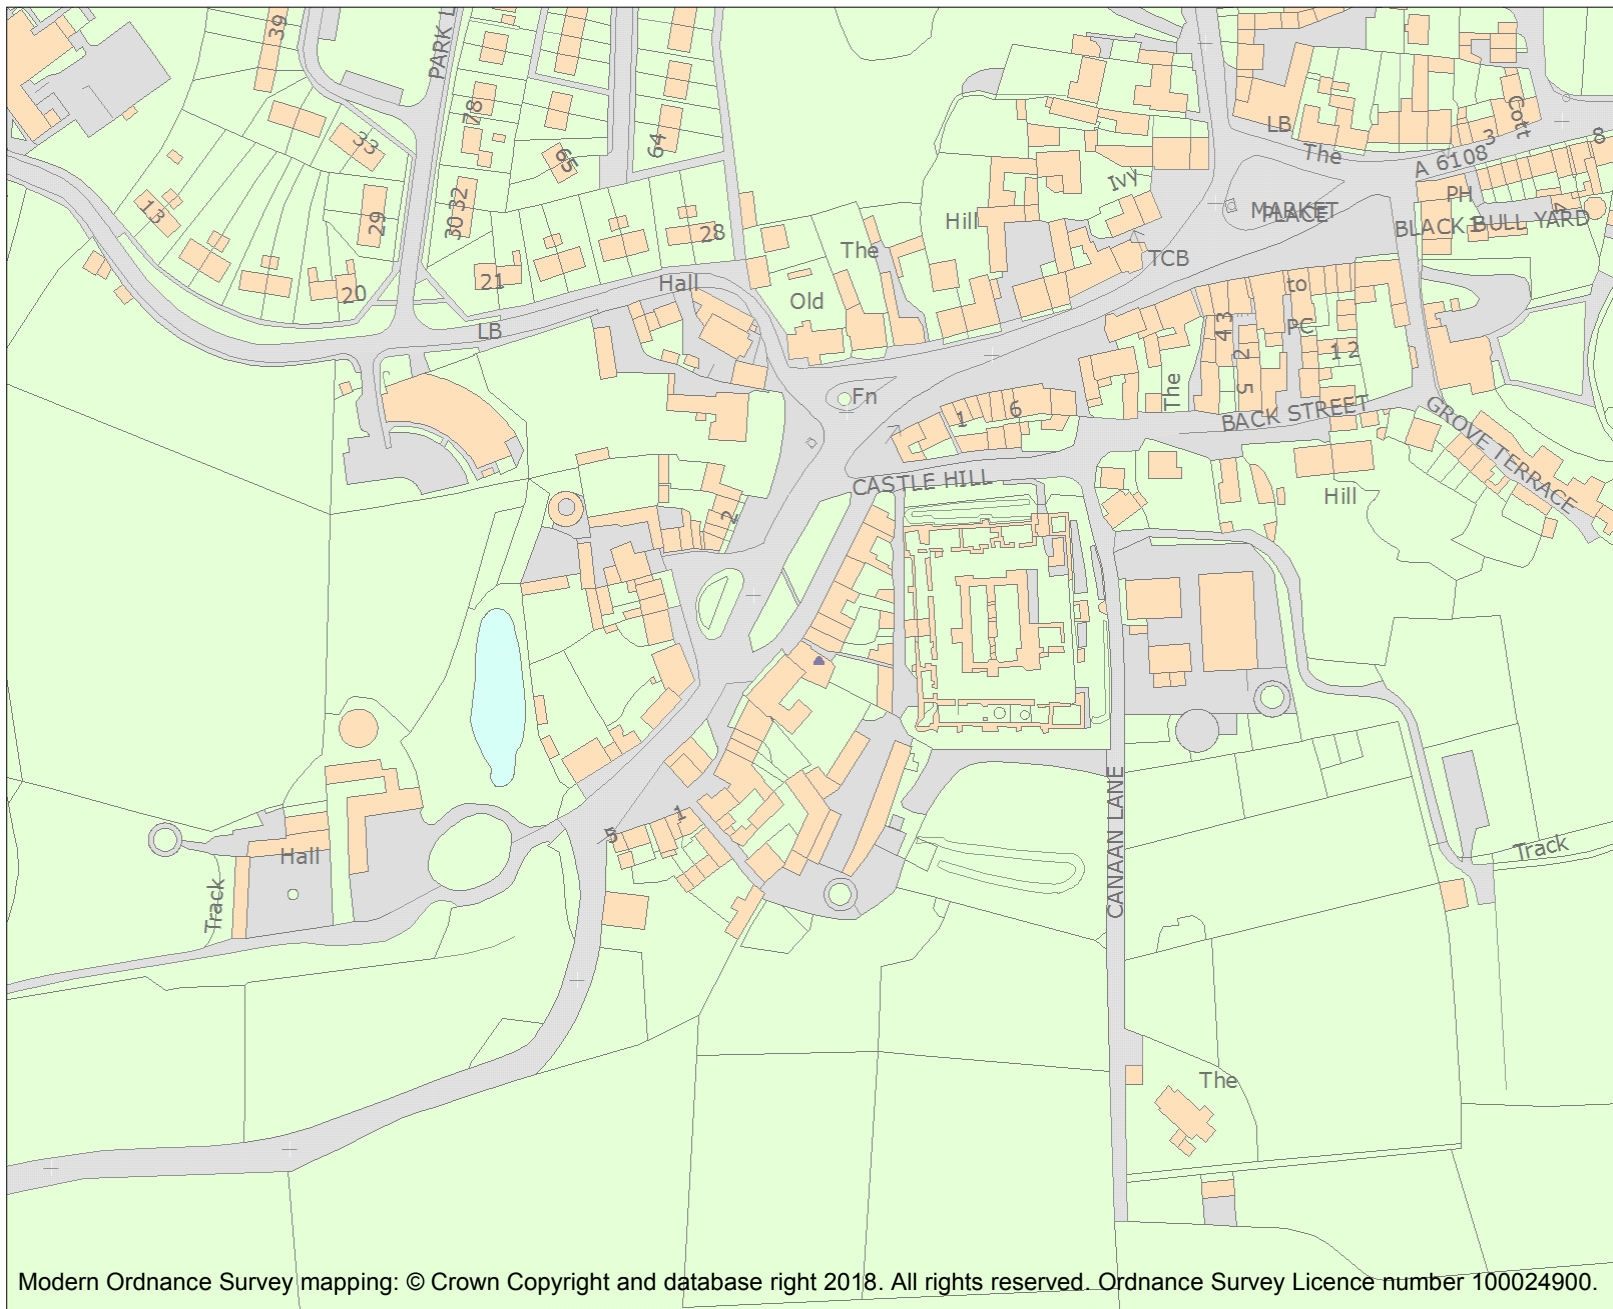 39
PARK L
78
33
65
64
13
29
30 32
28
20
21
Hall
LB
The
Old
Hill
Ivy
LB
The
A 6108
3
Cott
8
PH
4
MARKET
PLACE
BLACK BULL YARD
1
TCB
to
PC
4 3
2
5
1 2
The
BACK STREET
GROVE TERRACE
Hill
Fn
1
6
CASTLE HILL
2
1
5
Hall
Track
CANAAN LANE
Track
The
Modern Ordnance Survey mapping: © Crown Copyright and database right 2018. All rights reserved. Ordnance Survey Licence number 100024900.